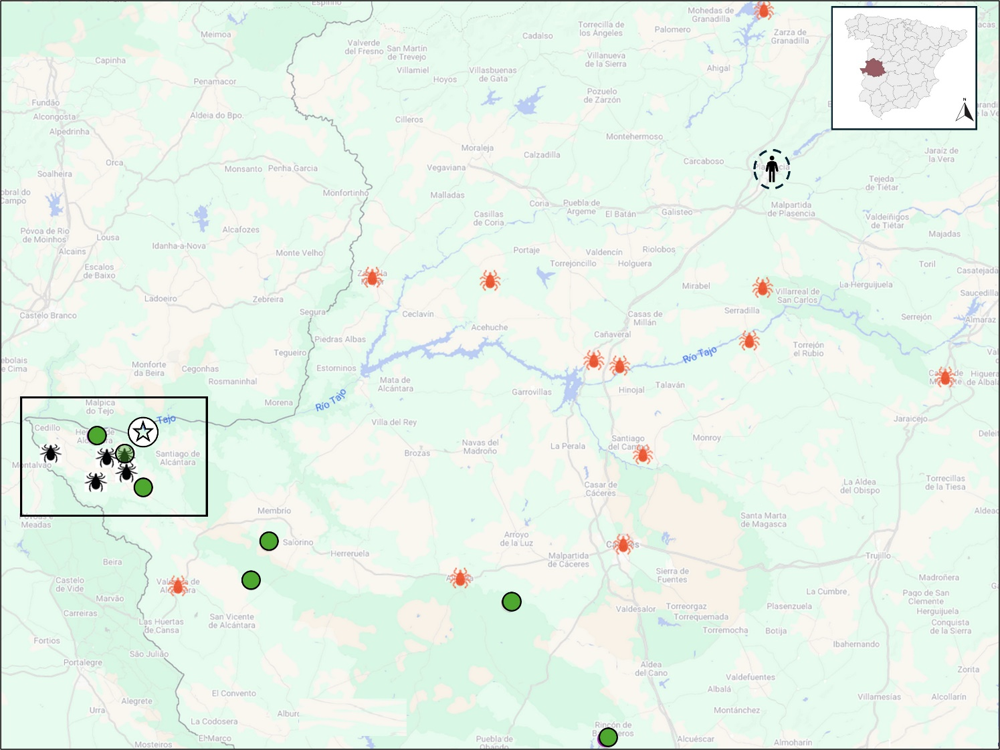 Espinho
Meimoa
Capinha
Penamacor
Fundão
Alcongosta
Alpedrinha
Aldeia do Bpo.
Orca
Soalheira
Monsanto
Penha Garcia
Monfortinho
Póvoa de Rio
de Moinhos
Lousa
Alcains
Alcafozes
Idanha-a-Nova
Monte Velho
Escalos
de Baixo
Ladoeiro
Zebreira
Segura
Castelo Branco
Valverde
del Fresno
San Martín
de Trevejo
Villamiel
Hoyos
Villasbuenas
de Gata
Cadalso
Torrecilla de
los Ángeles
Mohedas de
Granadilla
Palomero
Zarza de
Granadilla
Villanueva
de la Sierra
Ahigal
Pozuelo
de Zarzón
Cilleros
Moraleja
Calzadilla
Vegaviana
Montehermoso
Carcaboso
Malladas
Coria
Puebla de
Argeme
El Batán
Galisteo
Casillas
de Coria
Malpartida
de Plasencia
Tejeda
de Tiétar
Jaraíz de
la Vera
Valdeíñigos
de Tiétar
Majadas
Toril
Casatejada
N
Portaje
Torrejoncillo
Valdencín
Holguera
Riolobos
Mirabel
Serradilla
Villarreal de
San Carlos
La Herguijuela
Saucedilla
Serrejón
Almaraz
Torrejón
el Rubio
Casas de
Millán
Cañaveral
Ceclavín
Acehuche
Piedras Albas
Estorninos
Mata de
Alcántara
Garrovillas
Hinojal
Talaván
Río Tajo
Río Tajo
Tajo
Tegueiro
Cegonhas
Monforte
da Beira
Rosmaninhal
Morena
Malpica
do Tejo
Cedillo
Montalvão
Santiago de
Alcántara
Villa del Rey
Brozas
Navas del
Madroño
La Perala
Santiago
Monroy
Jaraicejo
Casar de
Cáceres
La Aldea
del Obispo
Torrecillas
de la Tiesa
Santa Marta
de Magasca
Meadas
Membrío
Salorino
Herreruela
Arroyo
de la Luz
Malpartida
de Cáceres
Trujillo
Beira
Castelo
de Vide
Marvão
Carreiras
Las Huertas
de Cansa
San Vicente
de Alcántara
Sierra de
Fuentes
Valdesalor
Torreorgaz
Torrequemada
Torremocha
Botija
Plasenzuela
La Cumbre
Madroñera
Pago de San
Clemente
Herguijuela
Conquista
de la Sierra
Ibahernando
Zorita
Fortios
São Julião
Portalegre
Aldea
del Cano
Valdefuentes
Albalá
Montánchez
Villamesías
Alcollarín
El Convento
Alegrete
Urra
La Codosera
El Marco
Mosteiros
Puebla de
Obando
Rincón de
Alcuéscar
Almoharín